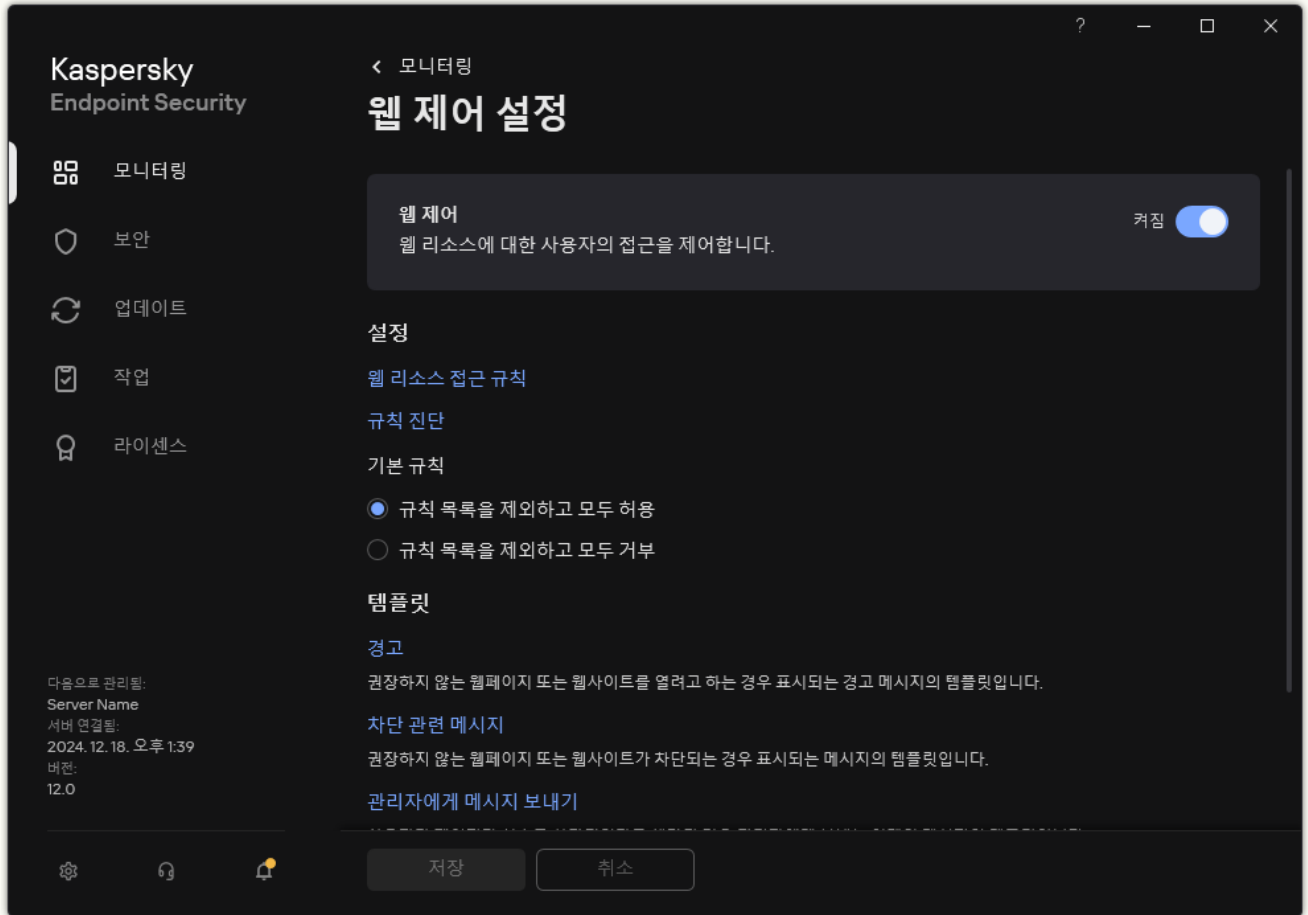 ?
Kaspersky
Endpoint Security
모니터링
보안
업데이트
작업
라이센스
다음으로 관리됨:
Server Name
서버 연결됨:
2024. 12. 18. 오후 1:39
버전:
12.0
모니터링
웹 제어 설정
웹 제어
웹 리소스에 대한 사용자의 접근을 제어합니다.
켜짐
설정
웹 리소스 접근 규칙
규칙 진단
기본 규칙
규칙 목록을 제외하고 모두 허용
규칙 목록을 제외하고 모두 거부
템플릿
경고
권장하지 않는 웹페이지 또는 웹사이트를 열려고 하는 경우 표시되는 경고 메시지의 템플릿입니다.
차단 관련 메시지
권장하지 않는 웹페이지 또는 웹사이트가 차단되는 경우 표시되는 메시지의 템플릿입니다.
관리자에게 메시지 보내기
저장
취소